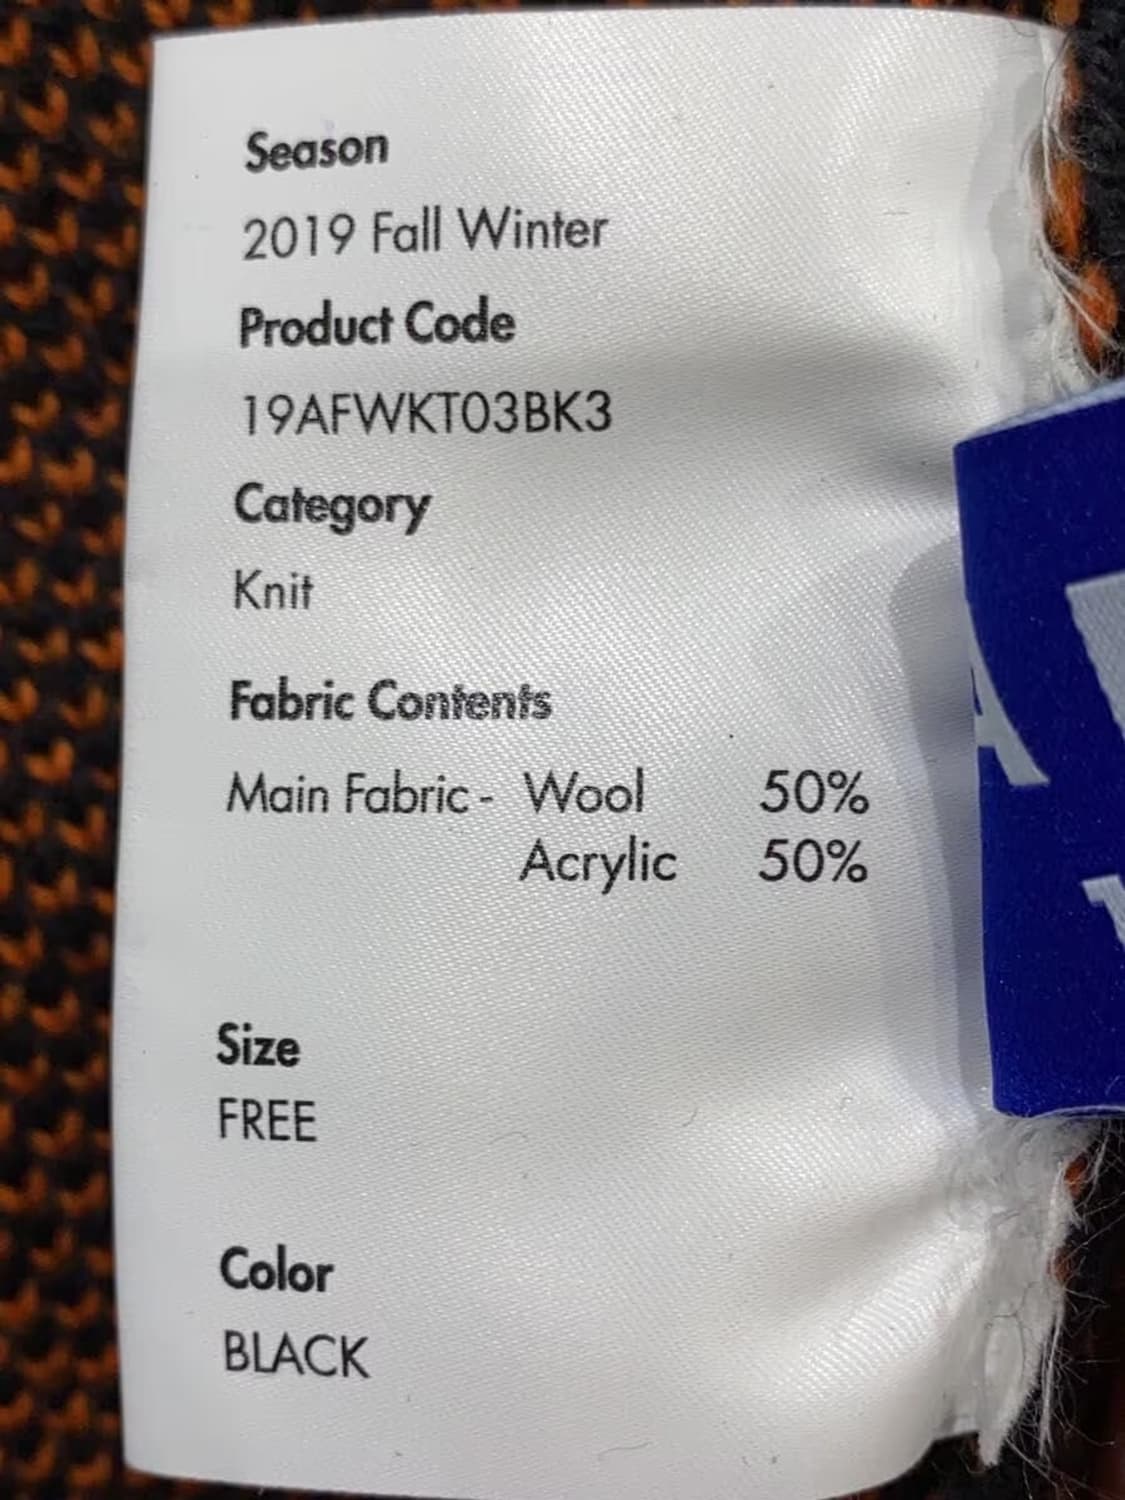 Season
2019 Fall Winter
Product Code
19AFWKT03BK3
Category
Knit
Fabric Contents
Main Fabric - Wool 50%
Acrylic 50%
Size
FREE
Color
BLACK